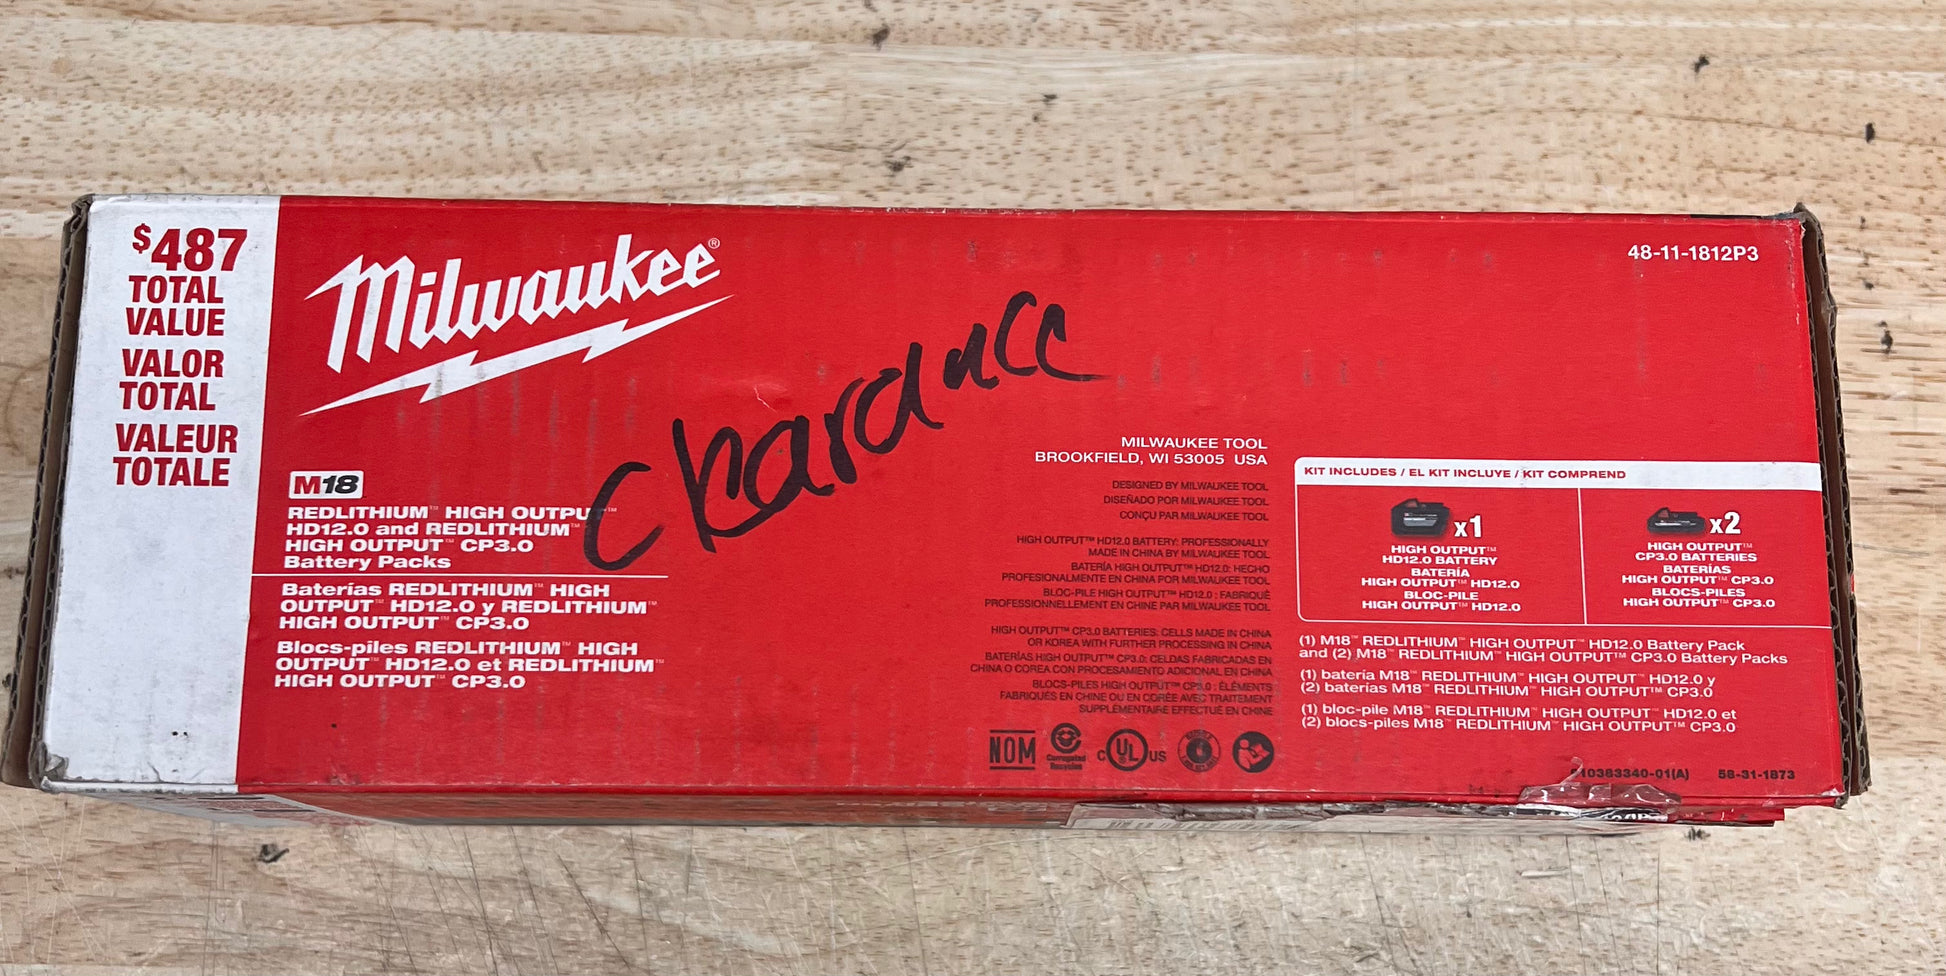 $487
TOTAL
VALUE
VALOR
TOTAL
VALEUR
TOTALE
Milwaukee®
M18
REDLITHIUM™ HIGH OUTPUT™
HD12.0 and REDLITHIUM™
HIGH OUTPUT™ CP3.0
Battery Packs
Baterías REDLITHIUM™ HIGH
OUTPUT™ HD12.0 y REDLITHIUM™
HIGH OUTPUT™ CP3.0
Blocs-piles REDLITHIUM™ HIGH
OUTPUT™ HD12.0 et REDLITHIUM™
HIGH OUTPUT™ CP3.0
MILWAUKEE TOOL
BROOKFIELD, WI 53005 USA
DESIGNED BY MILWAUKEE TOOL
DISEÑADO POR MILWAUKEE TOOL
CONÇU PAR MILWAUKEE TOOL
HIGH OUTPUT™ HD12.0 BATTERY: PROFESSIONALLY
MADE IN CHINA BY MILWAUKEE TOOL
BATERÍA HIGH OUTPUT™ HD12.0: HECHO
PROFESIONALMENTE EN CHINA POR MILWAUKEE TOOL
BLOC-PILE HIGH OUTPUT™ HD12.0 : FABRIQUÉ
PROFESSIONNELLEMENT EN CHINE PAR MILWAUKEE TOOL
HIGH OUTPUT™ CP3.0 BATTERIES: CELLS MADE IN CHINA
OR KOREA WITH FURTHER PROCESSING IN CHINA
BATERÍAS HIGH OUTPUT™ CP3.0: CELDAS FABRICADAS EN
CHINA O COREA CON PROCESAMIENTO ADICIONAL EN CHINA
BLOCS-PILES HIGH OUTPUT™ CP3.0 : ÉLÉMENTS
FABRIQUÉS EN CHINE OU EN CORÉE AVEC TRAITEMENT
SUPPLÉMENTAIRE EFFECTUÉ EN CHINE
NOM
Corrugated
Recycles
C UL US
48-11-1812P3
KIT INCLUDES / EL KIT INCLUYE / KIT COMPREND
x1
HIGH OUTPUT™
HD12.0 BATTERY
BATERÍA
HIGH OUTPUT™ HD12.0
BLOC-PILE
HIGH OUTPUT™ HD12.0
x2
HIGH OUTPUT™
CP3.0 BATTERIES
BATERÍAS
HIGH OUTPUT™ CP3.0
BLOCS-PILES
HIGH OUTPUT™ CP3.0
(1) M18™ REDLITHIUM™ HIGH OUTPUT™ HD12.0 Battery Pack
and (2) M18™ REDLITHIUM™ HIGH OUTPUT™ CP3.0 Battery Packs
(1) batería M18™ REDLITHIUM™ HIGH OUTPUT™ HD12.0 y
(2) baterías M18™ REDLITHIUM™ HIGH OUTPUT™ CP3.0
(1) bloc-pile M18™ REDLITHIUM™ HIGH OUTPUT™ HD12.0 et
(2) blocs-piles M18™ REDLITHIUM™ HIGH OUTPUT™ CP3.0
58-31-1873